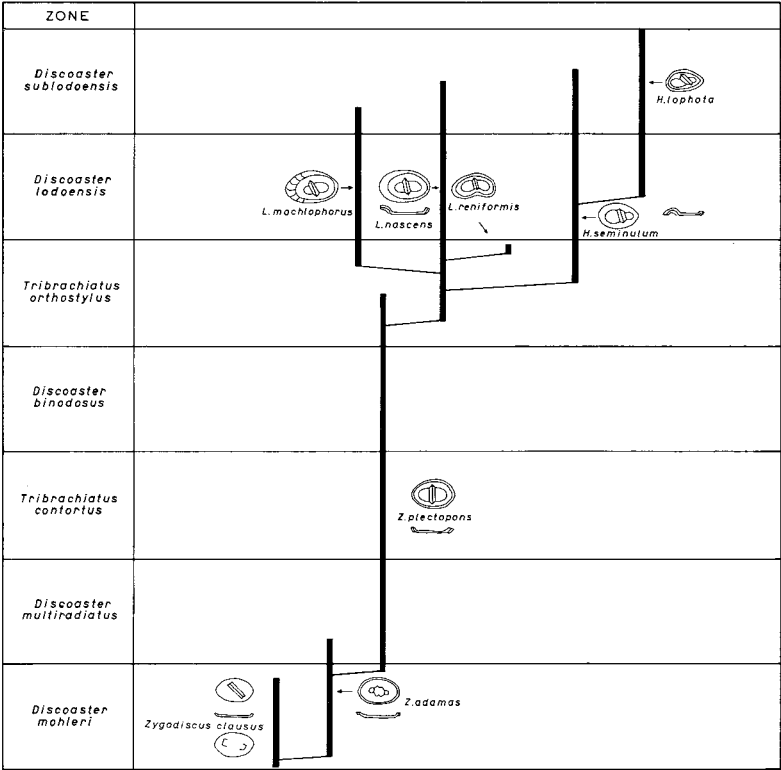 ZONE
Discoaster
sublodoensis
H.lophota
Discoaster
lodoensis
L.mochlophorus
L.nascens
L.reniformis
H.seminulum
Tribrachiatus
orthostylus
Discoaster
binodosus
Tribrachiatus
contortus
Z.plectopons
Discoaster
multiradiatus
Discoaster
mohleri
Zygodiscus clausus
Z.adamas